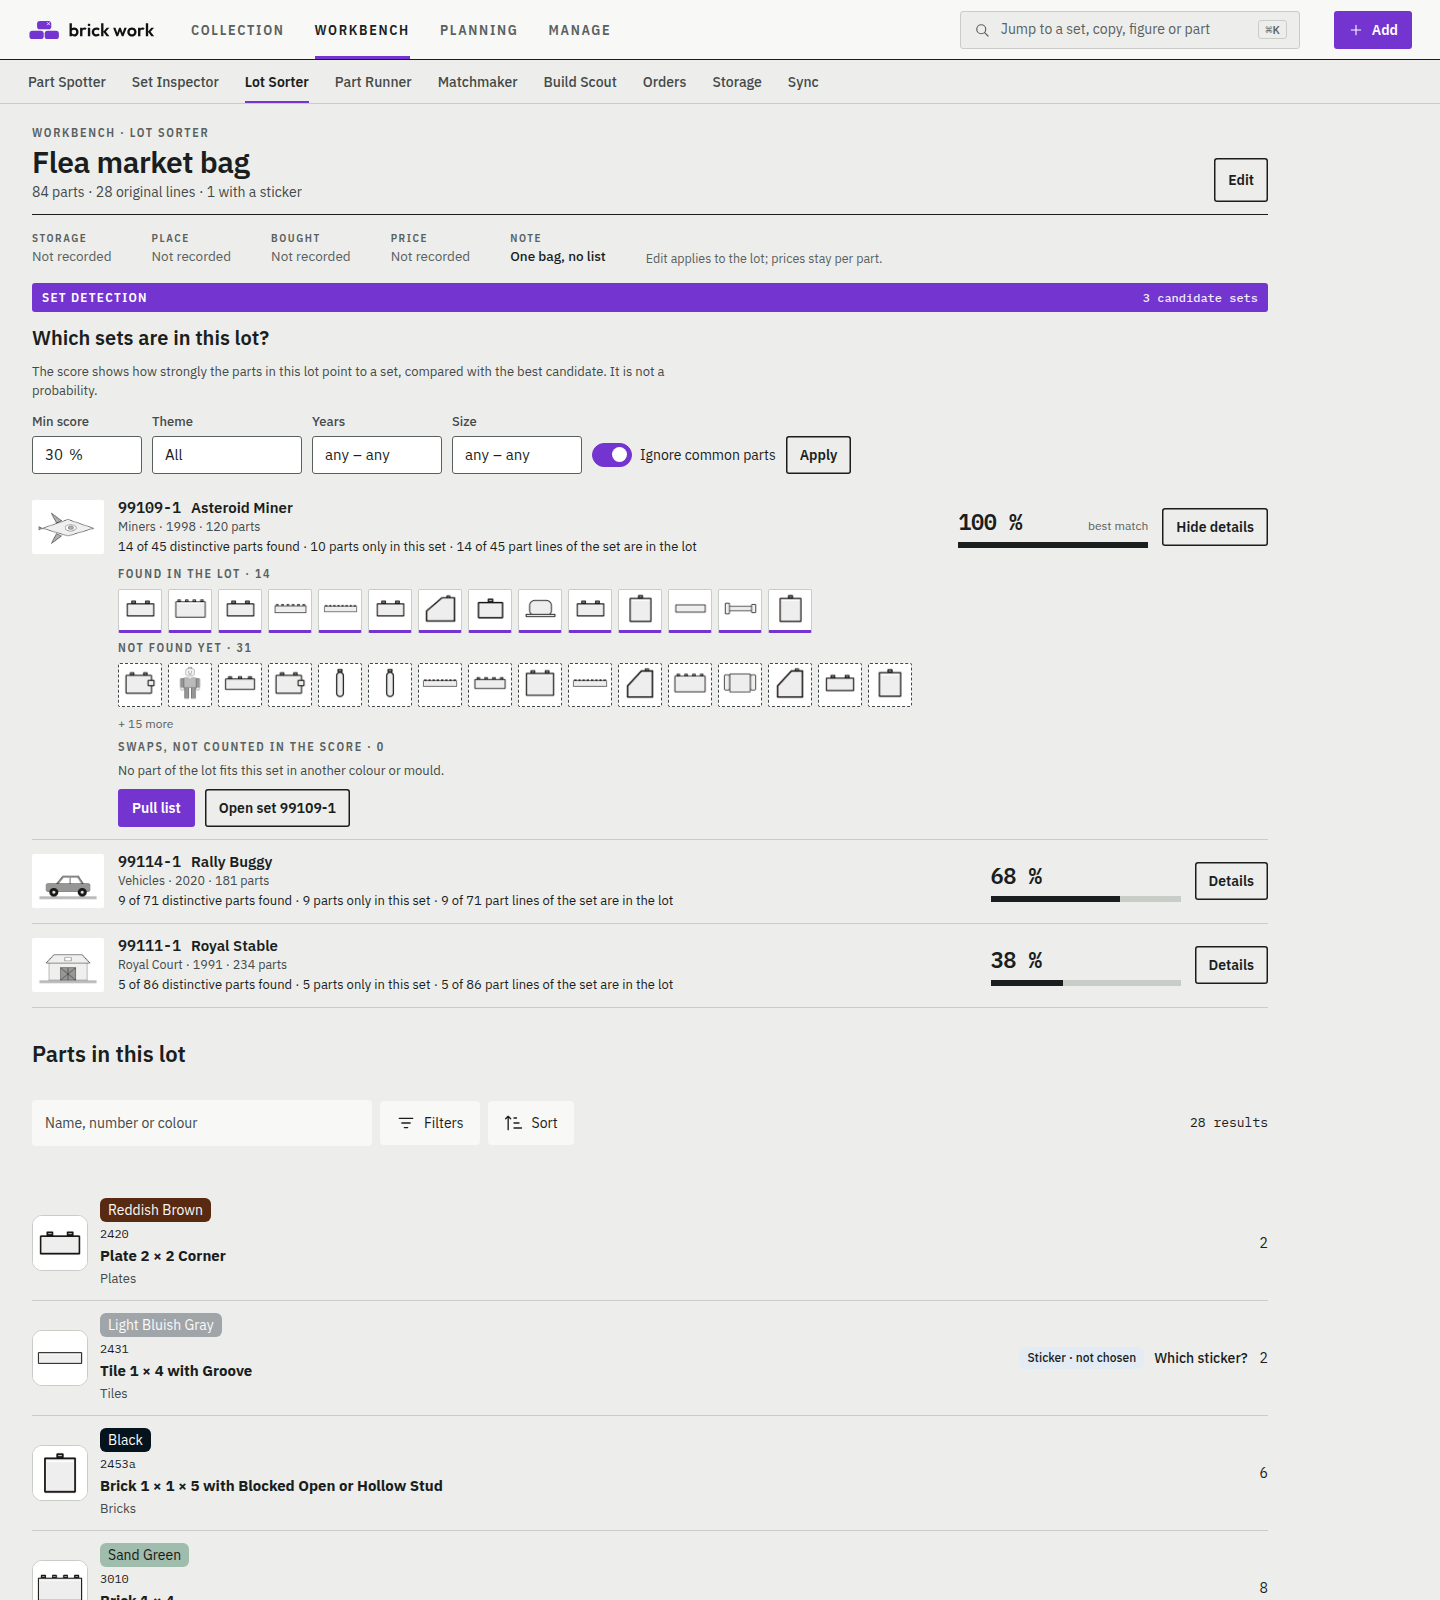 brick work
COLLECTION
WORKBENCH
PLANNING
MANAGE
Jump to a set, copy, figure or part
⌘K
+ Add
Part Spotter
Set Inspector
Lot Sorter
Part Runner
Matchmaker
Build Scout
Orders
Storage
Sync
WORKBENCH · LOT SORTER
Flea market bag
84 parts · 28 original lines · 1 with a sticker
Edit
STORAGE
Not recorded
PLACE
Not recorded
BOUGHT
Not recorded
PRICE
Not recorded
NOTE
One bag, no list
Edit applies to the lot; prices stay per part.
SET DETECTION
3 candidate sets
Which sets are in this lot?
The score shows how strongly the parts in this lot point to a set, compared with the best candidate. It is not a
probability.
Min score
30 %
Theme
All
Years
any – any
Size
any – any
Ignore common parts
Apply
99109-1 Asteroid Miner
Miners · 1998 · 120 parts
14 of 45 distinctive parts found · 10 parts only in this set · 14 of 45 part lines of the set are in the lot
100 %
best match
Hide details
FOUND IN THE LOT · 14
NOT FOUND YET · 31
+ 15 more
SWAPS, NOT COUNTED IN THE SCORE · 0
No part of the lot fits this set in another colour or mould.
Pull list
Open set 99109-1
99114-1 Rally Buggy
Vehicles · 2020 · 181 parts
9 of 71 distinctive parts found · 9 parts only in this set · 9 of 71 part lines of the set are in the lot
68 %
Details
99111-1 Royal Stable
Royal Court · 1991 · 234 parts
5 of 86 distinctive parts found · 5 parts only in this set · 5 of 86 part lines of the set are in the lot
38 %
Details
Parts in this lot
Name, number or colour
Filters
Sort
28 results
Reddish Brown
2420
Plate 2 × 2 Corner
Plates
2
Light Bluish Gray
2431
Tile 1 × 4 with Groove
Tiles
Sticker · not chosen
Which sticker?
2
Black
2453a
Brick 1 × 1 × 5 with Blocked Open or Hollow Stud
Bricks
6
Sand Green
3010
Brick 1 × 4
8